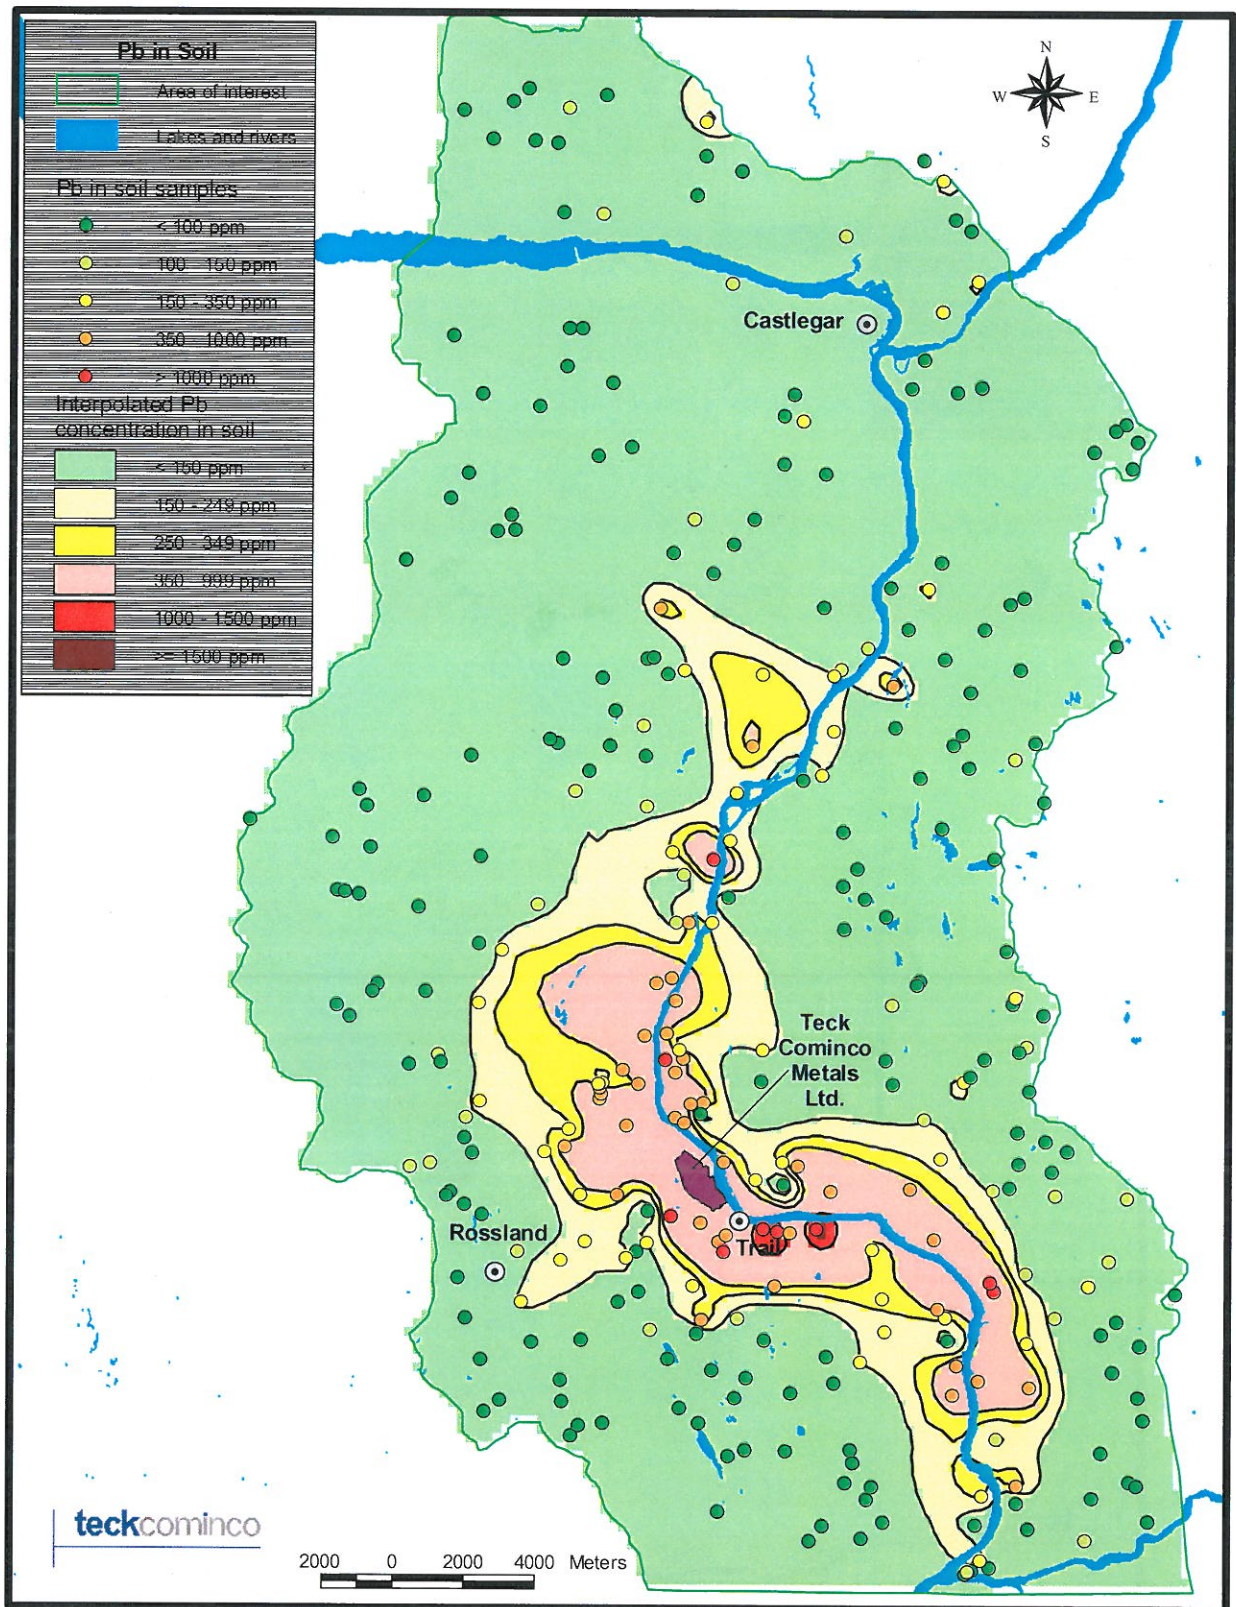 Pb in Soil
Area of interest
Lakes and rivers
Pb in soil samples
< 100 ppm
100 - 150 ppm
150 - 350 ppm
350 - 1000 ppm
> 1000 ppm
Interpolated Pb
concentration in soil
< 150 ppm
150 - 249 ppm
250 - 349 ppm
350 - 999 ppm
1000 - 1500 ppm
>= 1500 ppm
N
W E
S
Castlegar
Teck
Cominco
Metals
Ltd.
Rossland
Trail
teckcominco
2000 0 2000 4000 Meters